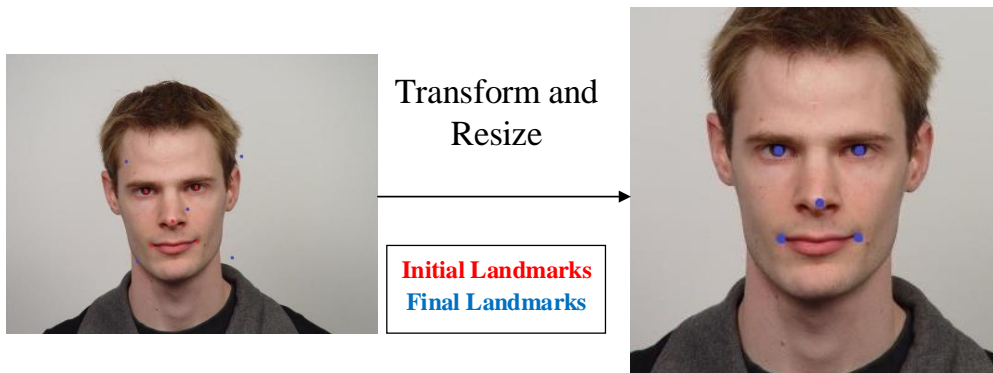 Transform and
Resize
Initial Landmarks
Final Landmarks